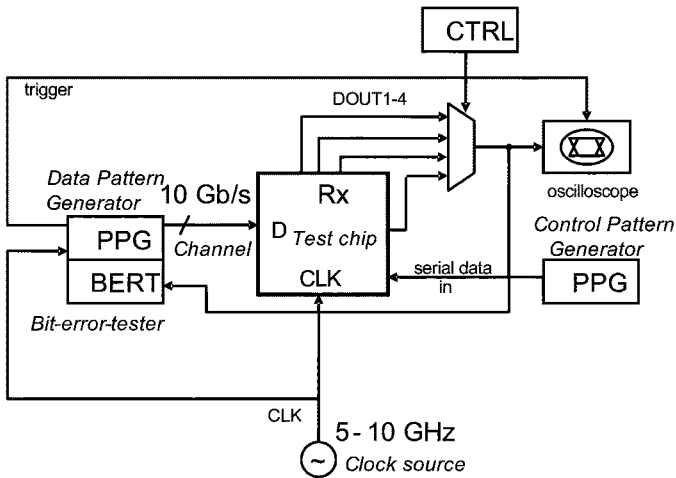 CTRL
trigger
DOUT1-4
Data Pattern
Generator
10 Gb/s
Rx
oscilloscope
PPG
Channel
D
Test chip
Control Pattern
Generator
BERT
CLK
serial data
in
PPG
Bit-error-tester
CLK
5 - 10 GHz
~
Clock source